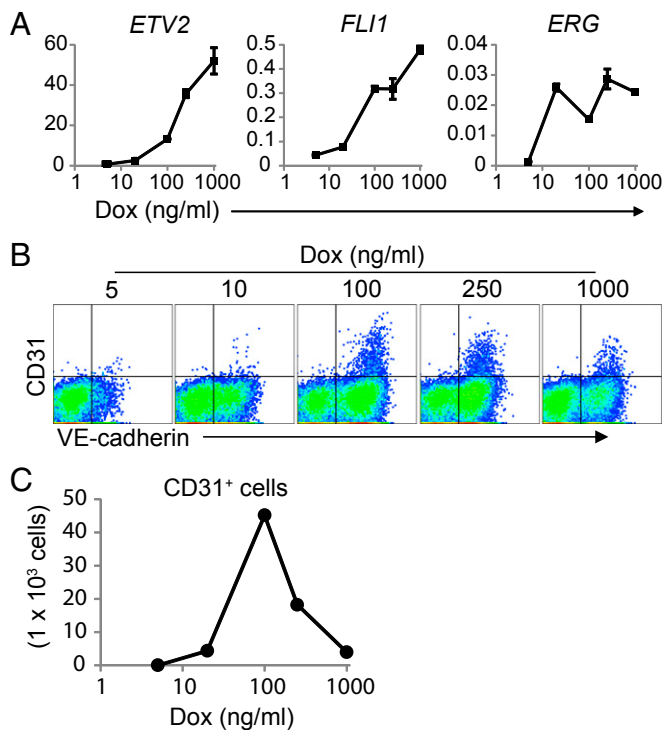 A
ETV2 FLI1 ERG
60 0.5 0.04
40 0.4 0.03
20 0.3 0.02
0 0.2 0.01
0.1 0
0
1 10 100 1000 1 10 100 1000 1 10 100 1000
Dox (ng/ml)
B
Dox (ng/ml)
5 10 100 250 1000
CD31
VE-cadherin
C
CD31⁺ cells
(1 x 10³ cells)
50
40
30
20
10
0
1 10 100 1000
Dox (ng/ml)